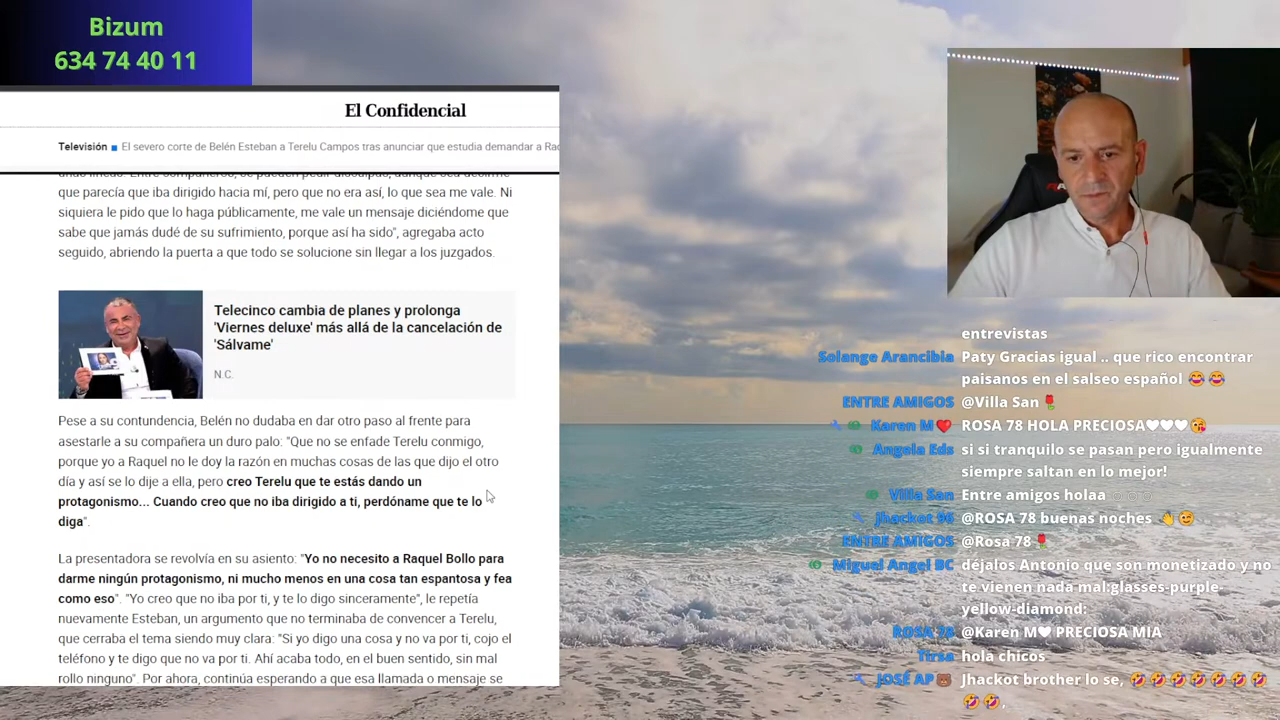 Bizum
634 74 40 11
El Confidencial
Televisión ■ El severo corte de Belén Esteban a Terelu Campos tras anunciar que estudia demandar a
que parecía que iba dirigido hacia mí, pero que no era así, lo que sea me vale. Ni
siquiera le pido que lo haga públicamente, me vale un mensaje diciéndome que
sabe que jamás dudé de su sufrimiento, porque así ha sido", agregaba acto
seguido, abriendo la puerta a que todo se solucione sin llegar a los juzgados.
Telecinco cambia de planes y prolonga
'Viernes deluxe' más allá de la cancelación de
'Sálvame'
N.C.
Pese a su contundencia, Belén no dudaba en dar otro paso al frente para
asestarle a su compañera un duro palo: "Que no se enfade Terelu conmigo,
porque yo a Raquel no le doy la razón en muchas cosas de las que dijo el otro
día y así se lo dije a ella, pero creo Terelu que te estás dando un
protagonismo... Cuando creo que no iba dirigido a ti, perdóname que te lo
diga".
La presentadora se revolvía en su asiento: "Yo no necesito a Raquel Bollo para
darme ningún protagonismo, ni mucho menos en una cosa tan espantosa y fea
como eso". "Yo creo que no iba por ti, y te lo digo sinceramente", le repetía
nuevamente Esteban, un argumento que no terminaba de convencer a Terelu,
que cerraba el tema siendo muy clara: "Si yo digo una cosa y no va por ti, cojo el
teléfono y te digo que no va por ti. Ahí acaba todo, en el buen sentido, sin mal
rollo ninguno". Por ahora, continúa esperando a que esa llamada o mensaje se
entrevistas
Solange Arancibia Paty Gracias igual .. que rico encontrar
paisanos en el salseo español 😂😂
ENTRE AMIGOS @Villa San 🌹
Karen M❤️ ROSA 78 HOLA PRECIOSA🤍🤍🤍😘
Angela Eds si si tranquilo se pasan pero igualmente
siempre saltan en lo mejor!
Villa San Entre amigos holaa ☺☺☺
Jhackot 96 @ROSA 78 buenas noches 👋😉
ENTRE AMIGOS @Rosa 78 🌹
Miguel Angel BC déjalos Antonio que son monetizado y no
te vienen nada mal:glasses-purple-
yellow-diamond:
ROSA 78 @Karen M🤍 PRECIOSA MIA
Tirsa hola chicos
JOSÉ AP🐻 Jhackot brother lo se, 🤣🤣🤣🤣🤣🤣🤣
🤣🤣,